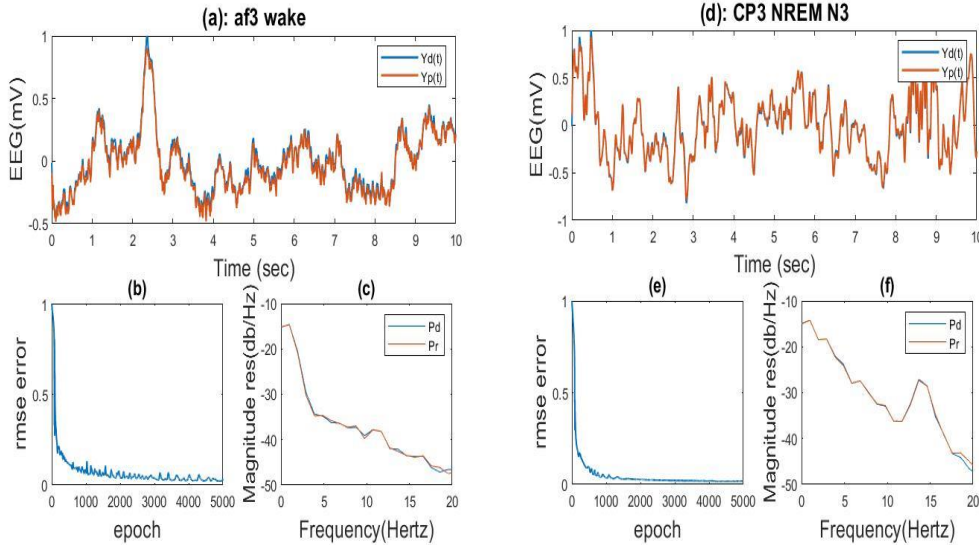 (a): af3 wake
EEG(mV)
1
0.5
0
-0.5
Yd(t)
Yp(t)
0 1 2 3 4 5 6 7 8 9 10
Time (sec)
(b)
rmse error
1
0.5
0
0 1000 2000 3000 4000 5000
epoch
(c)
Magnitude res(db/Hz)
-10
-20
-30
-40
-50
Pd
Pr
0 5 10 15 20
Frequency(Hertz)
(d): CP3 NREM N3
EEG(mV)
1
0.5
0
-0.5
-1
Yd(t)
Yp(t)
0 1 2 3 4 5 6 7 8 9 10
Time (sec)
(e)
rmse error
1
0.5
0
0 1000 2000 3000 4000 5000
epoch
(f)
Magnitude res(db/Hz)
-10
-20
-30
-40
-50
Pd
Pr
0 5 10 15 20
Frequency(Hertz)